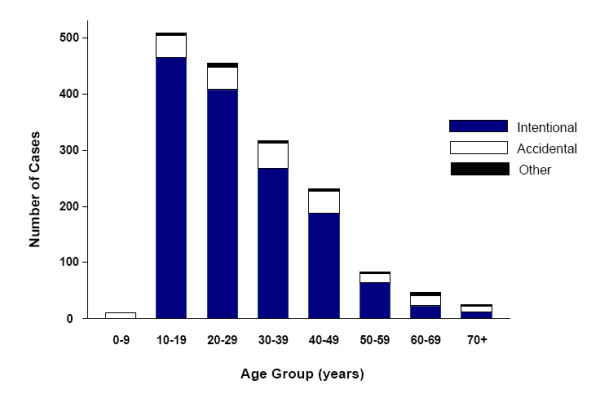 500
400
300
200
100
0
Number of Cases
Intentional
Accidental
Other
0-9 10-19 20-29 30-39 40-49 50-59 60-69 70+
Age Group (years)